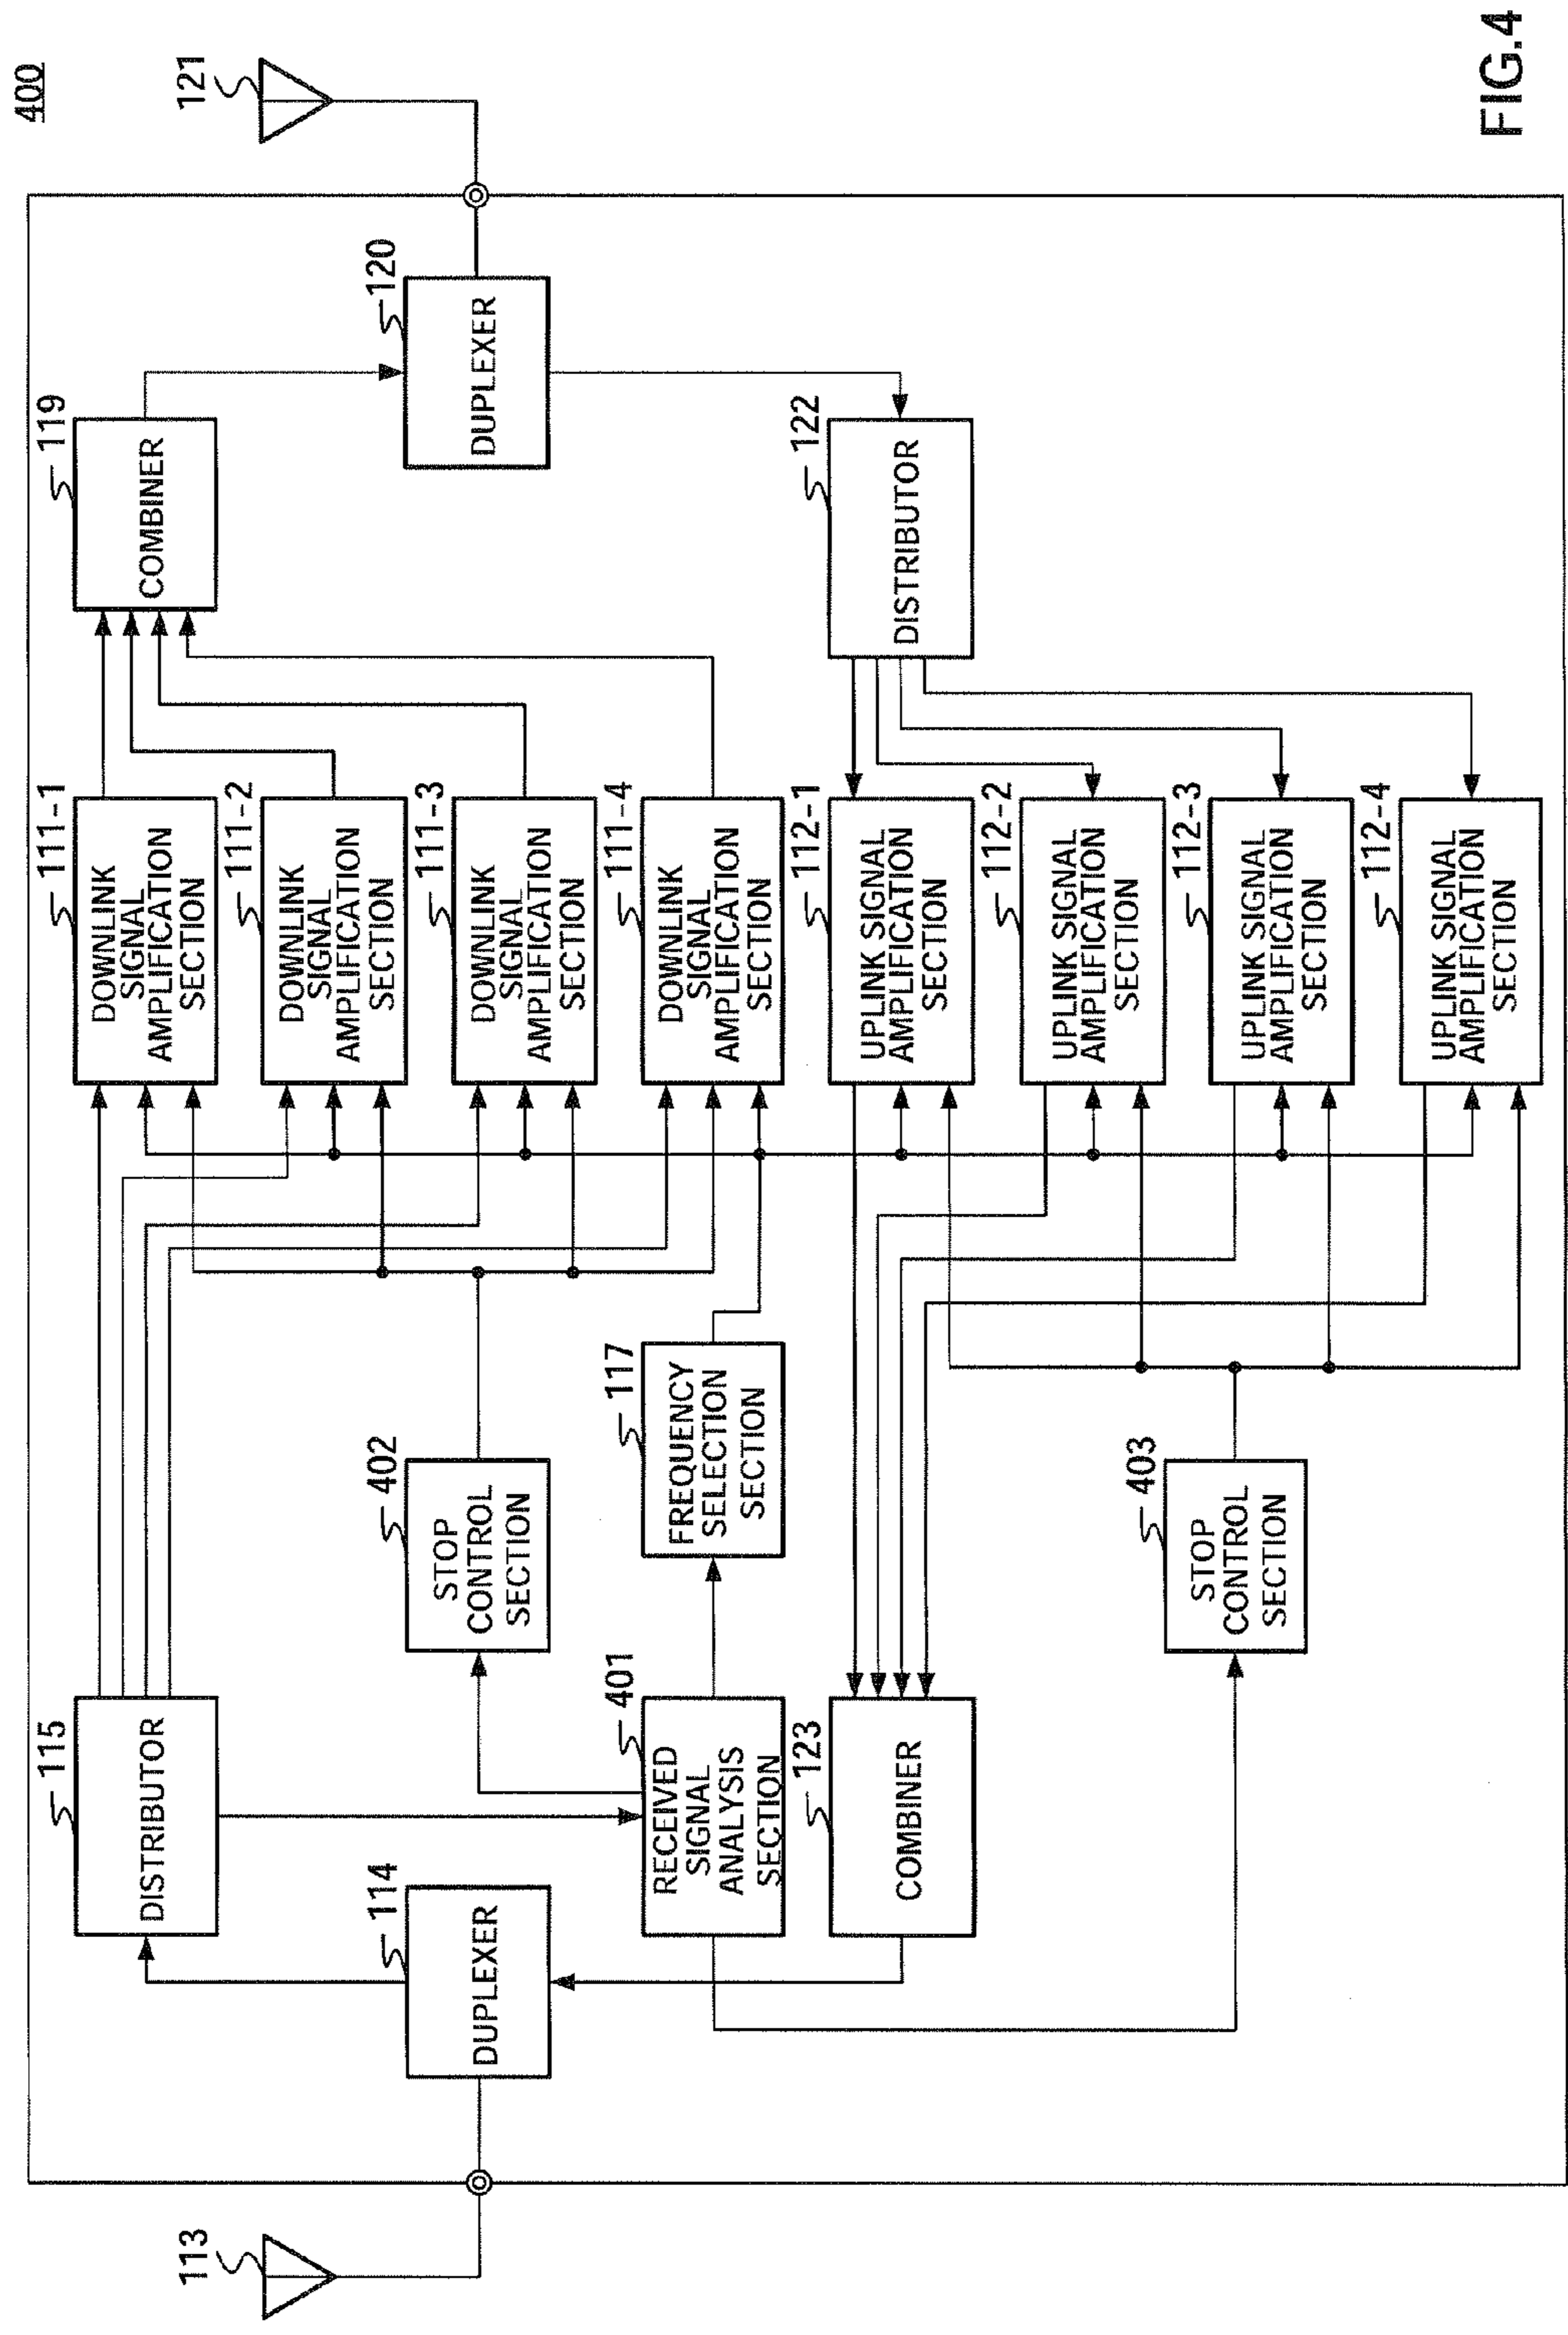 400
113
121
114
DUPLEXER
115
DISTRIBUTOR
401
RECEIVED
SIGNAL
ANALYSIS
SECTION
123
COMBINER
402
STOP
CONTROL
SECTION
117
FREQUENCY
SELECTION
SECTION
403
STOP
CONTROL
SECTION
111-1
DOWNLINK
SIGNAL
AMPLIFICATION
SECTION
111-2
DOWNLINK
SIGNAL
AMPLIFICATION
SECTION
111-3
DOWNLINK
SIGNAL
AMPLIFICATION
SECTION
111-4
DOWNLINK
SIGNAL
AMPLIFICATION
SECTION
112-1
UPLINK SIGNAL
AMPLIFICATION
SECTION
112-2
UPLINK SIGNAL
AMPLIFICATION
SECTION
112-3
UPLINK SIGNAL
AMPLIFICATION
SECTION
112-4
UPLINK SIGNAL
AMPLIFICATION
SECTION
119
COMBINER
120
DUPLEXER
122
DISTRIBUTOR
FIG.4